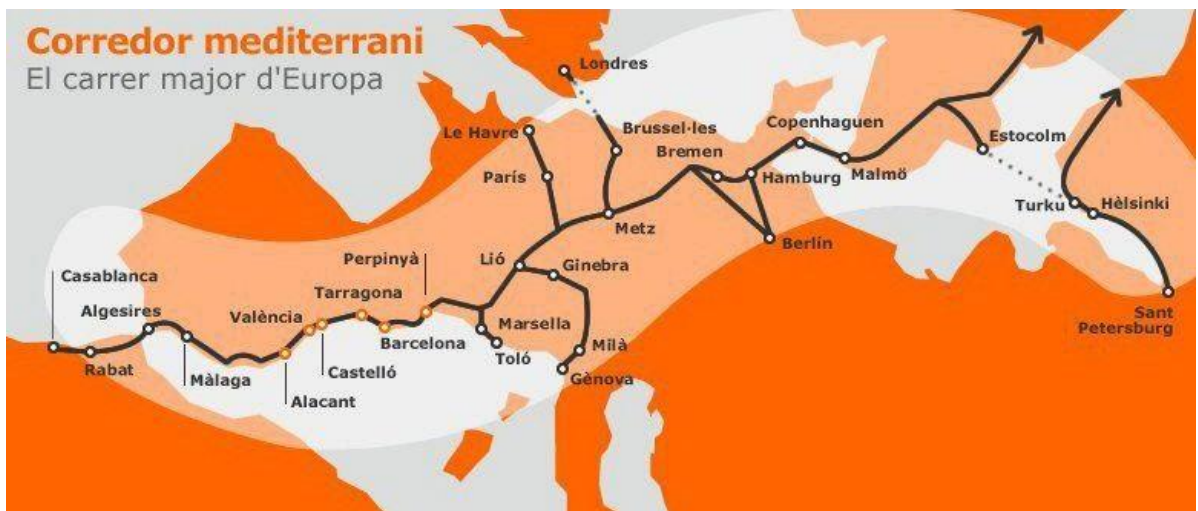 Corredor mediterrani
El carrer major d'Europa
Londres
Le Havre
Brussel·les
Copenhaguen
Bremen
Estocolm
París
Hamburg
Malmö
Turku
Hèlsinki
Metz
Berlín
Perpinyà
Lió
Ginebra
Casablanca
Tarragona
Algesires
València
Marsella
Sant
Petersburg
Barcelona
Toló
Milà
Rabat
Màlaga
Castelló
Gènova
Alacant